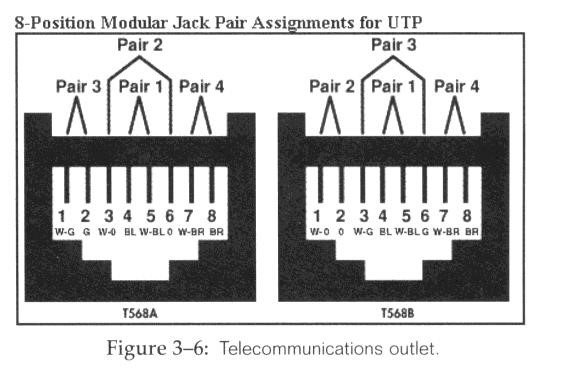 8-Position Modular Jack Pair Assignments for UTP
Pair 2
Pair 3 Pair 1 Pair 4
1 2 3 4 5 6 7 8
W-G G W-O BL W-BL O W-BR BR
T568A
Pair 3
Pair 2 Pair 1 Pair 4
1 2 3 4 5 6 7 8
W-O O W-G BL W-BL G W-BR BR
T568B
Figure 3–6: Telecommunications outlet.